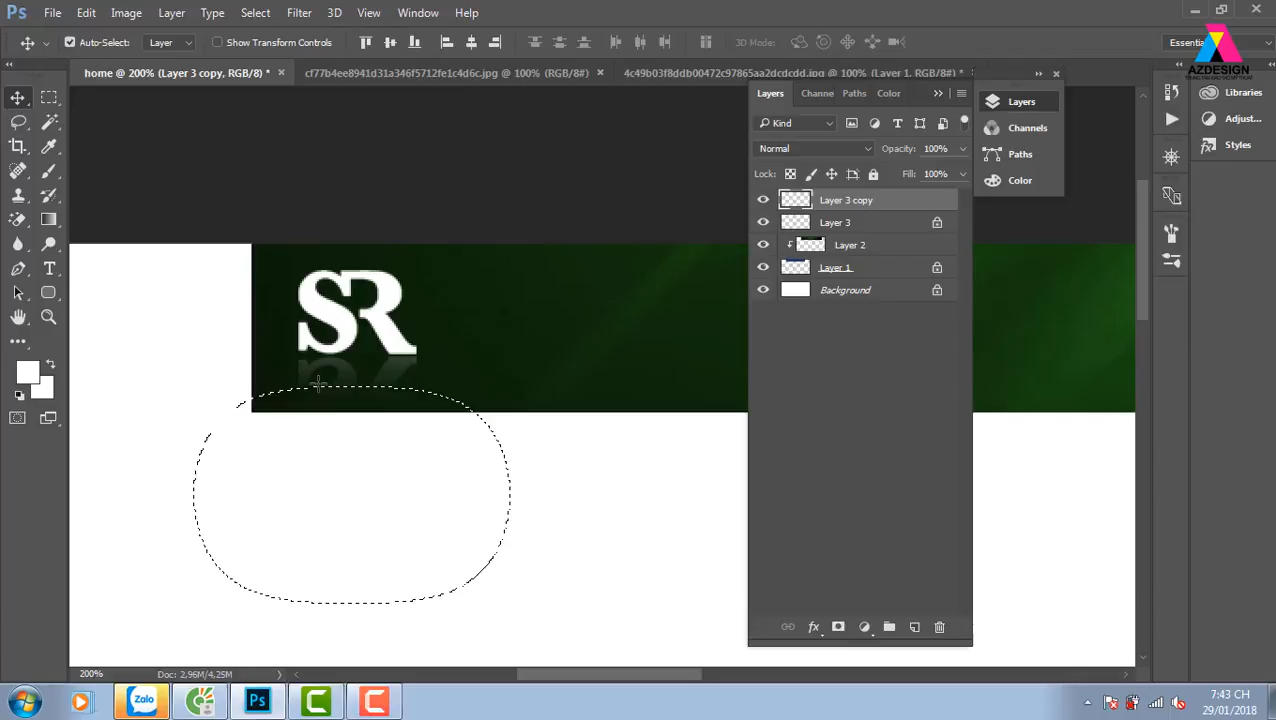 Ps File Edit Image Layer Type Select Filter 3D View Window Help
Auto-Select: Layer Show Transform Controls 3D Mode: Essenti
AZDESIGN
home @ 200% (Layer 3 copy, RGB/8) * × cf77b4ee8941d31a346f5712fe1c4d6c.jpg @ 100% (RGB/8#) × 4c49b03f8ddb00472c97865aa2dcdcdd.jpg @ 100% (Layer 1, RGB/8#) *
Layers Channe Paths Color
Layers
Channels
Paths
Color
Libraries
Adjust...
Styles
Kind
Normal Opacity: 100%
Lock: Fill: 100%
Layer 3 copy
Layer 3
Layer 2
Layer 1
Background
SR
fx
200% Doc: 2,96M/4,25M
Zalo Ps
7:43 CH
29/01/2018